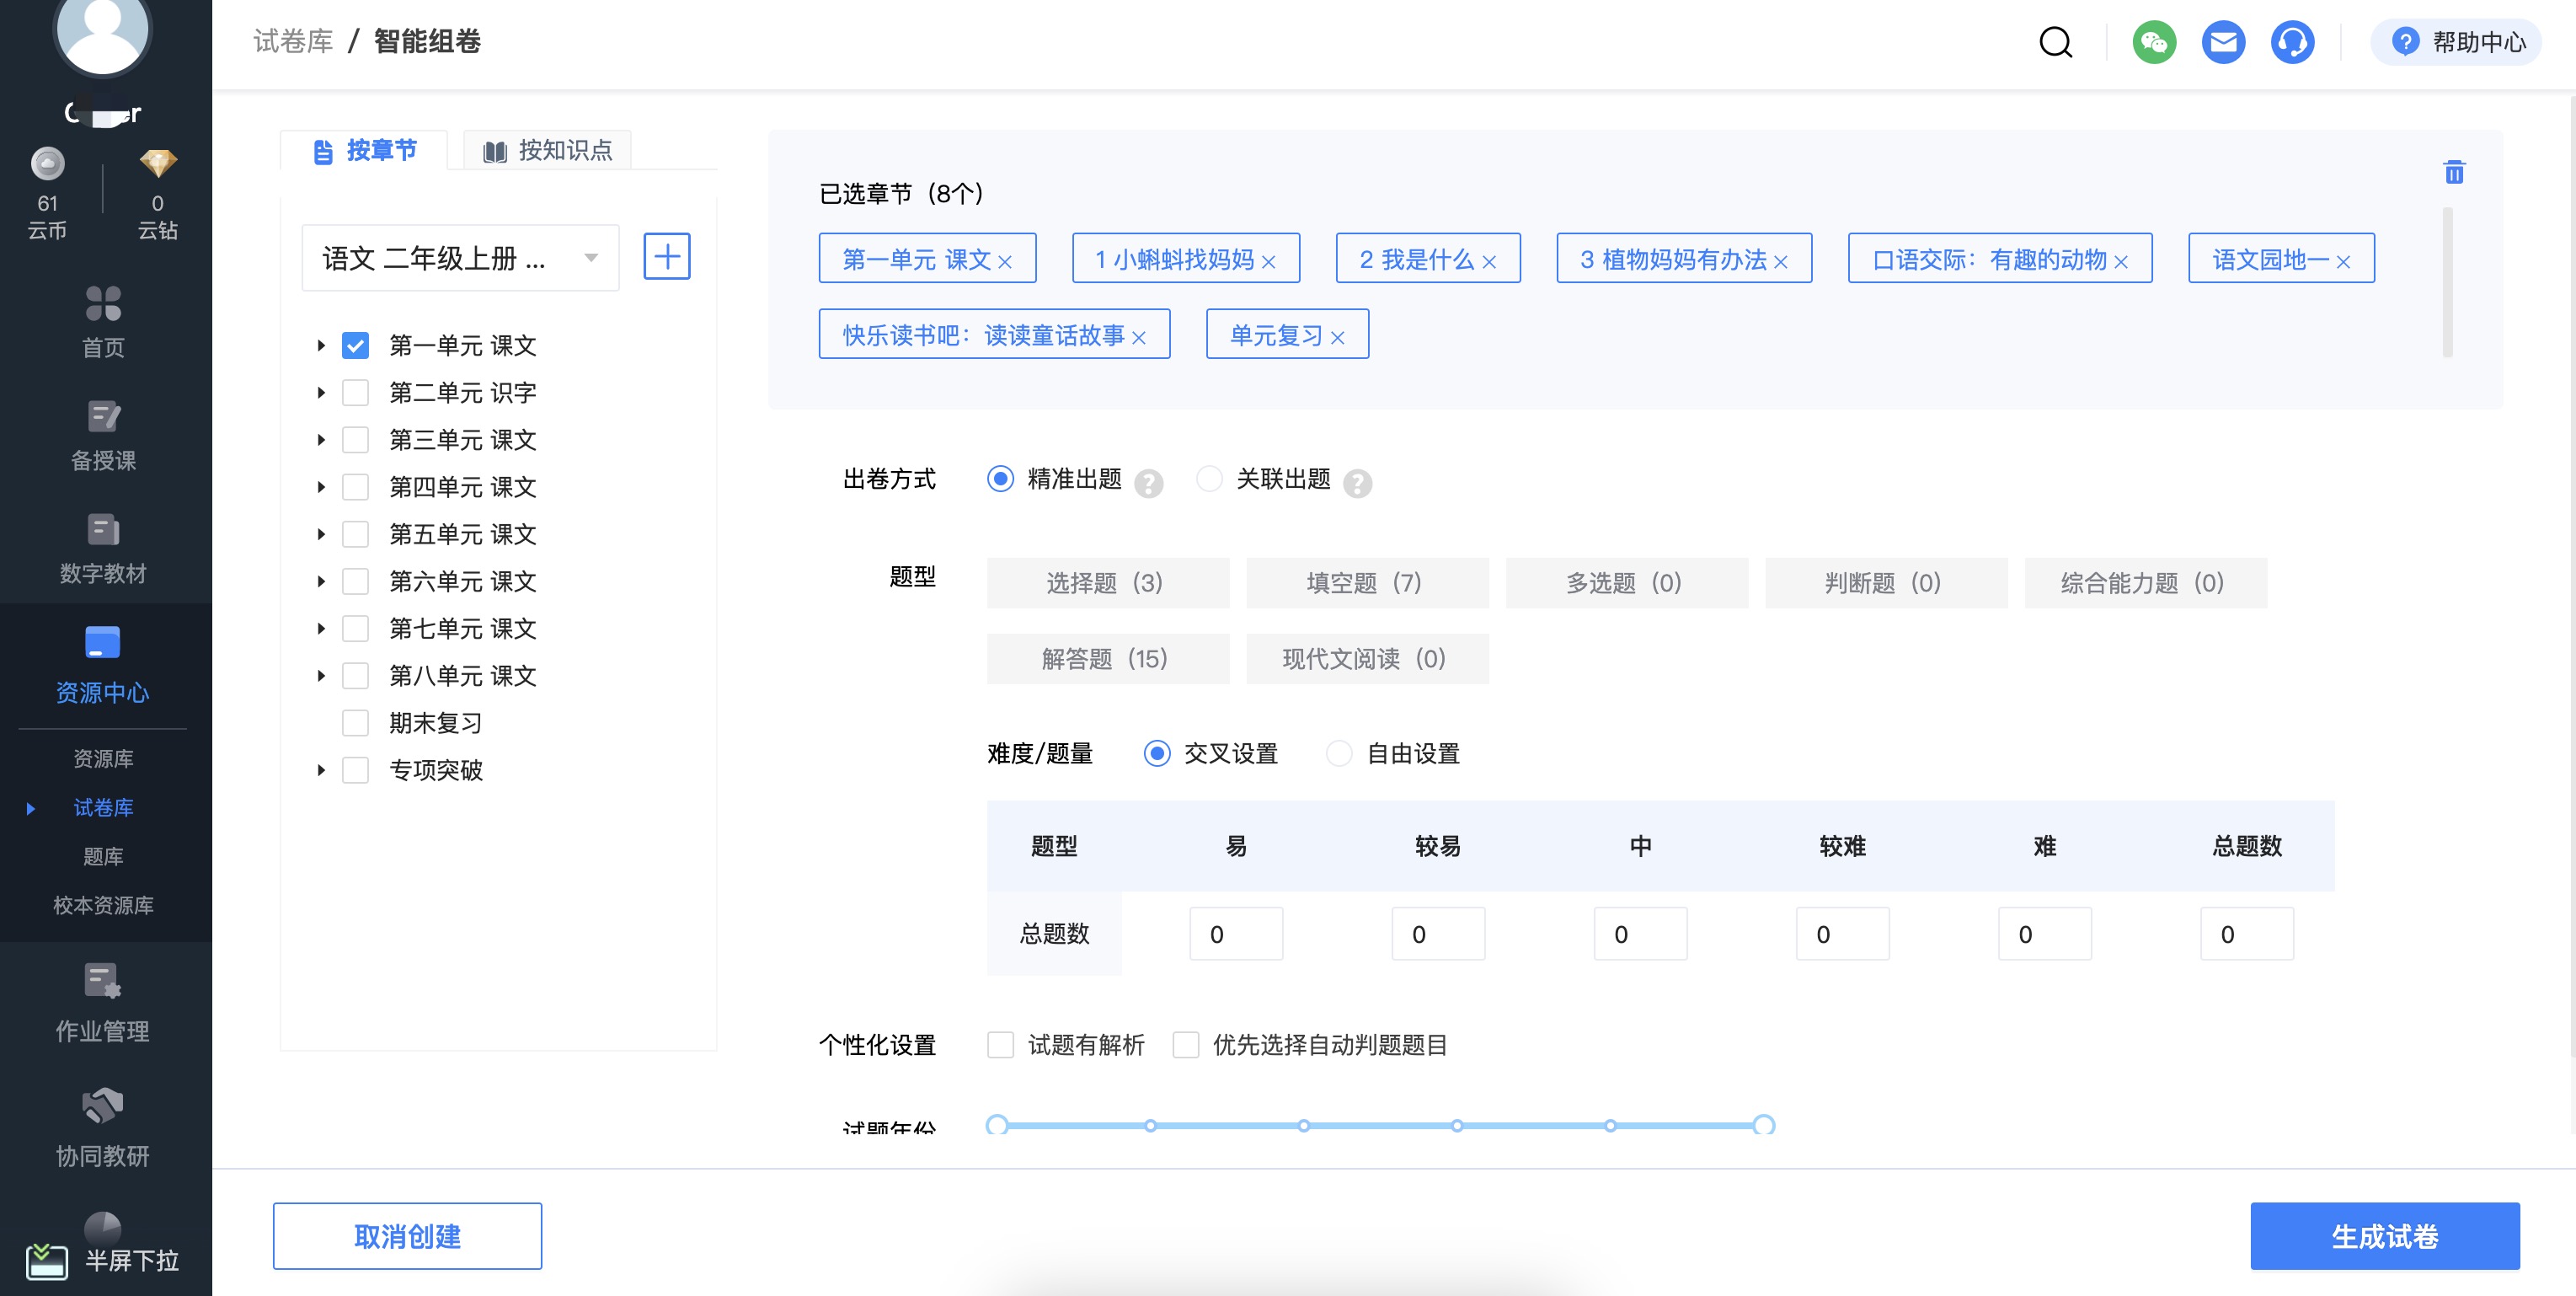 试卷库 / 智能组卷
帮助中心
61
云币
0
云钻
首页
备授课
数字教材
资源中心
资源库
试卷库
题库
校本资源库
作业管理
协同教研
半屏下拉
按章节
按知识点
语文 二年级上册 ...
第一单元 课文
第二单元 识字
第三单元 课文
第四单元 课文
第五单元 课文
第六单元 课文
第七单元 课文
第八单元 课文
期末复习
专项突破
已选章节（8个）
第一单元 课文×
1 小蝌蚪找妈妈×
2 我是什么×
3 植物妈妈有办法×
口语交际：有趣的动物×
语文园地一×
快乐读书吧：读读童话故事×
单元复习×
出卷方式
精准出题 ?
关联出题 ?
题型
选择题（3）
填空题（7）
多选题（0）
判断题（0）
综合能力题（0）
解答题（15）
现代文阅读（0）
难度/题量
交叉设置
自由设置
题型 易 较易 中 较难 难 总题数
总题数 0 0 0 0 0 0
个性化设置
试题有解析
优先选择自动判题题目
试题年份
取消创建
生成试卷